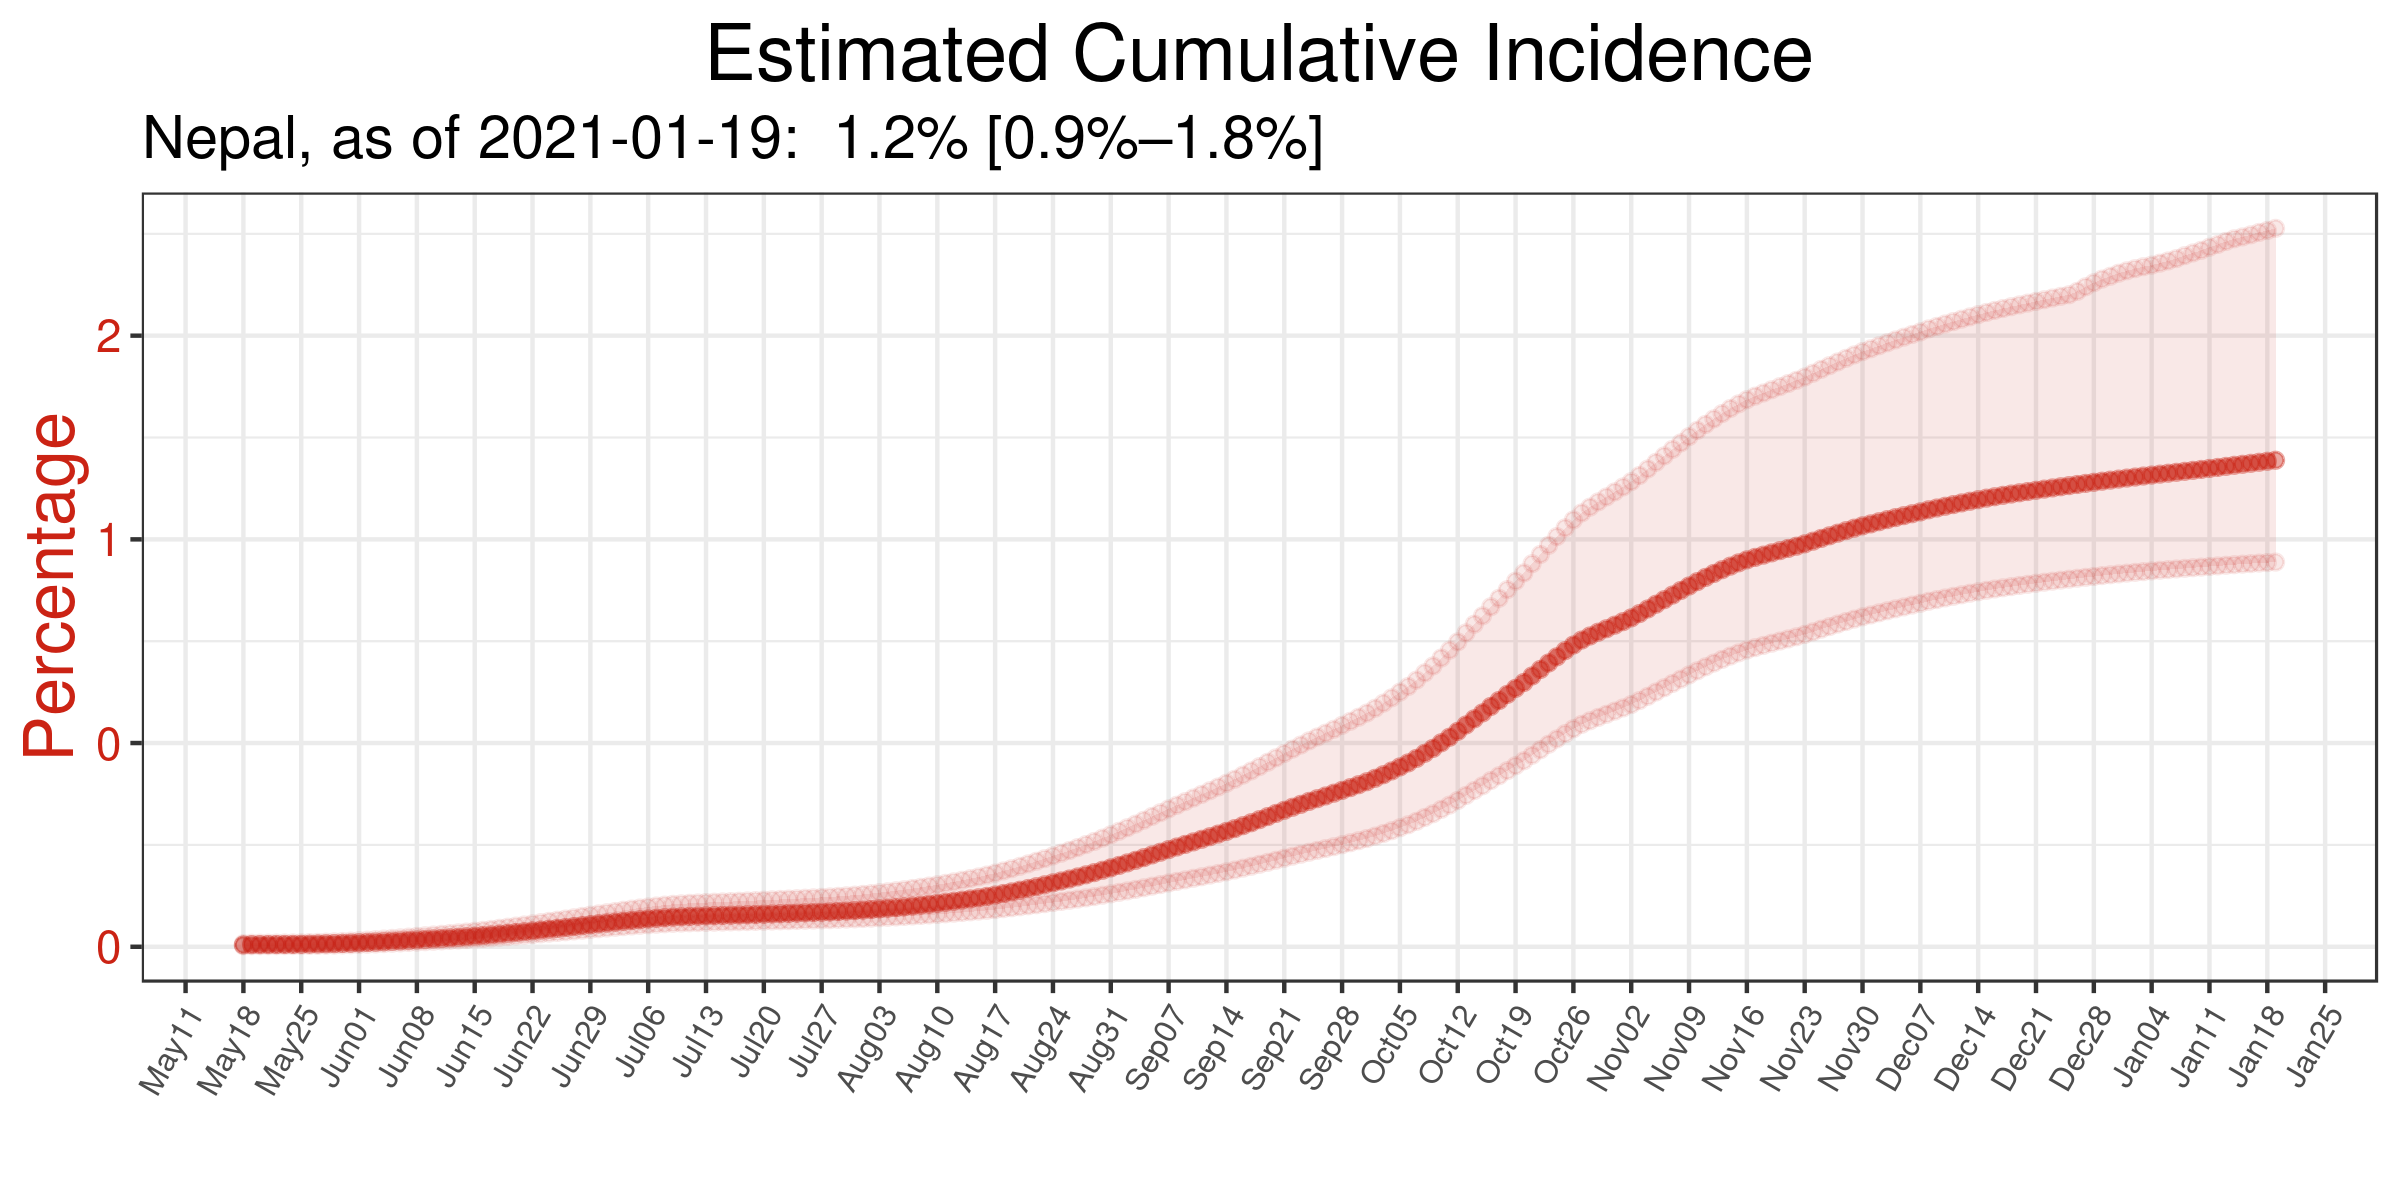 Estimated Cumulative Incidence
Nepal, as of 2021-01-19:  1.2% [0.9%–1.8%]
Percentage
2
1
0
0
May11
May18
May25
Jun01
Jun08
Jun15
Jun22
Jun29
Jul06
Jul13
Jul20
Jul27
Aug03
Aug10
Aug17
Aug24
Aug31
Sep07
Sep14
Sep21
Sep28
Oct05
Oct12
Oct19
Oct26
Nov02
Nov09
Nov16
Nov23
Nov30
Dec07
Dec14
Dec21
Dec28
Jan04
Jan11
Jan18
Jan25